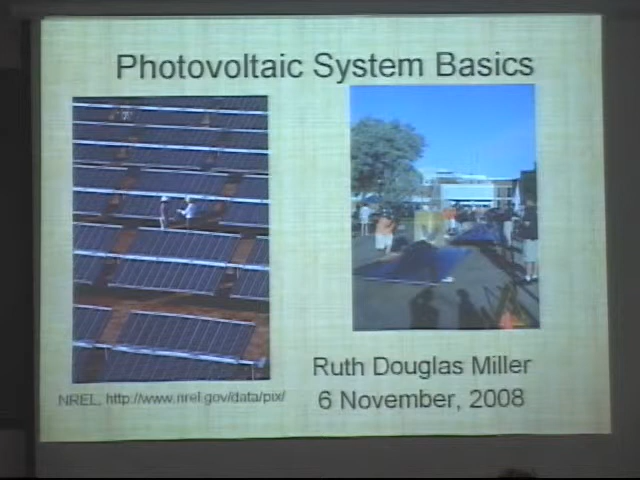 Photovoltaic System Basics
Ruth Douglas Miller
6 November, 2008
NREL, http://www.nrel.gov/data/pix/